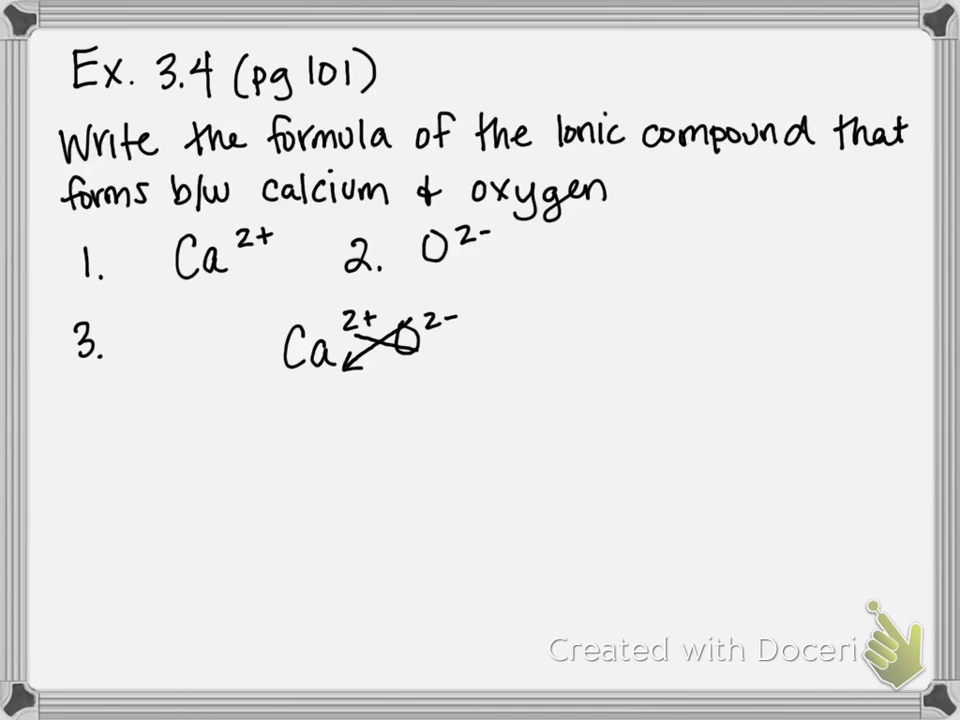 Ex. 3.4 (pg 101)
Write the formula of the Ionic compound that
forms b/w calcium & oxygen
1. Ca²⁺ 2. O²⁻
3. Ca²⁺ O²⁻
Created with Doceri